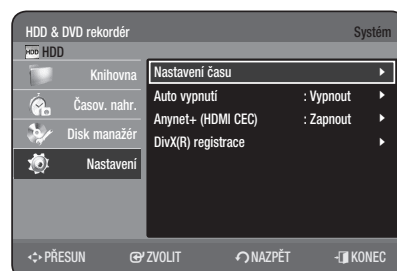 HDD & DVD rekordér Systém
HDD HDD
Knihovna
Časov. nahr.
Disk manažér
Nastavení
Nastavení času
Auto vypnutí : Vypnout
Anynet+ (HDMI CEC) : Zapnout
DivX(R) registrace
PŘESUN ZVOLIT NAZPĚT KONEC